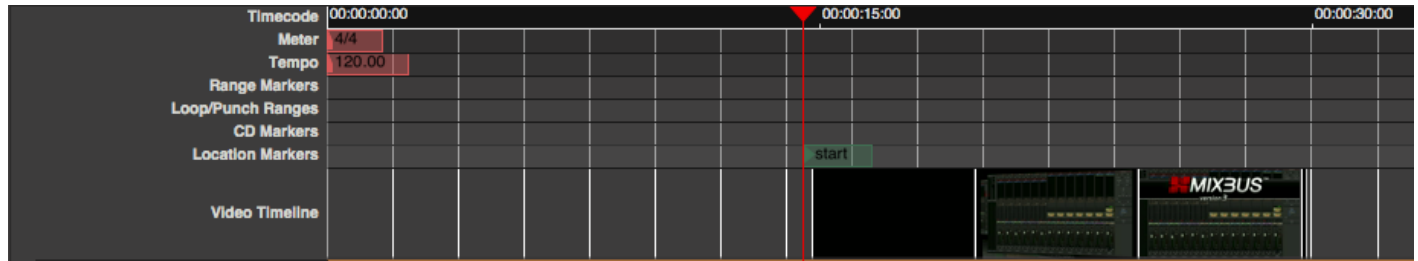 Timecode 00:00:00:00 00:00:15:00 00:00:30:00
Meter 4/4
Tempo 120.00
Range Markers
Loop/Punch Ranges
CD Markers
Location Markers start
Video Timeline MIXBUS